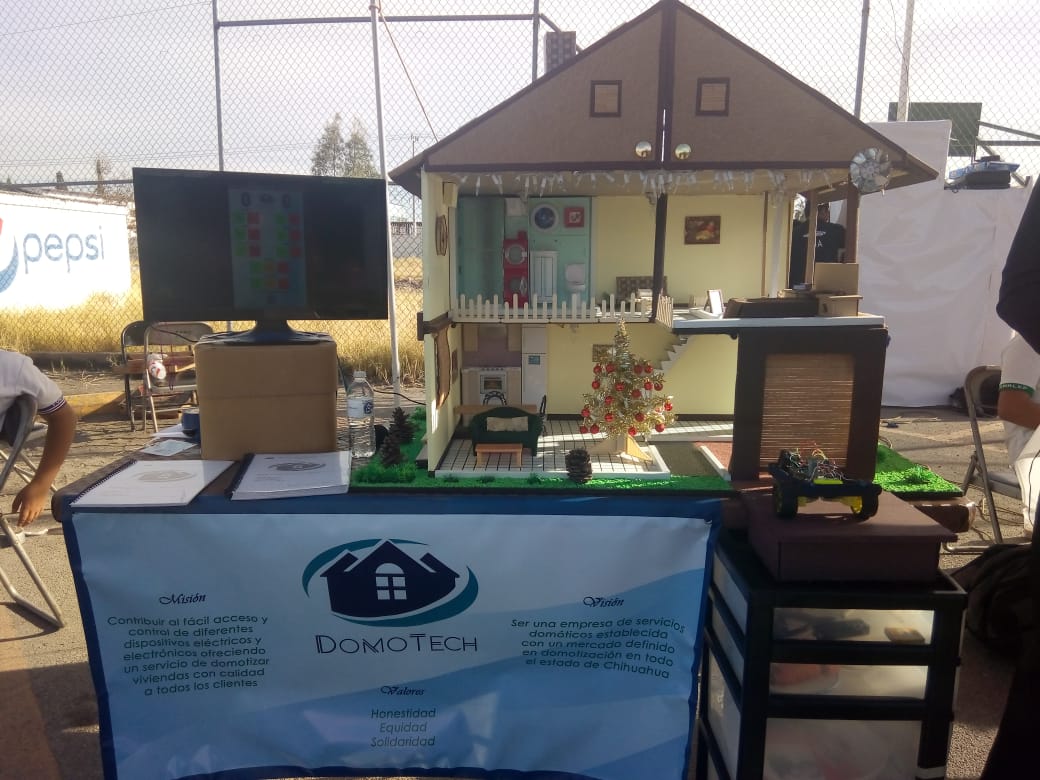 pepsi
DOMOTECH
Misión
Contribuir al fácil acceso y
control de diferentes
dispositivos eléctricos y
electrónicos ofreciendo
un servicio de domotizar
viviendas con calidad
a todos los clientes
Visión
Ser una empresa de servicios
domóticos establecida
con un mercado definido
en domotización en todo
el estado de Chihuahua
Valores
Honestidad
Equidad
Solidaridad